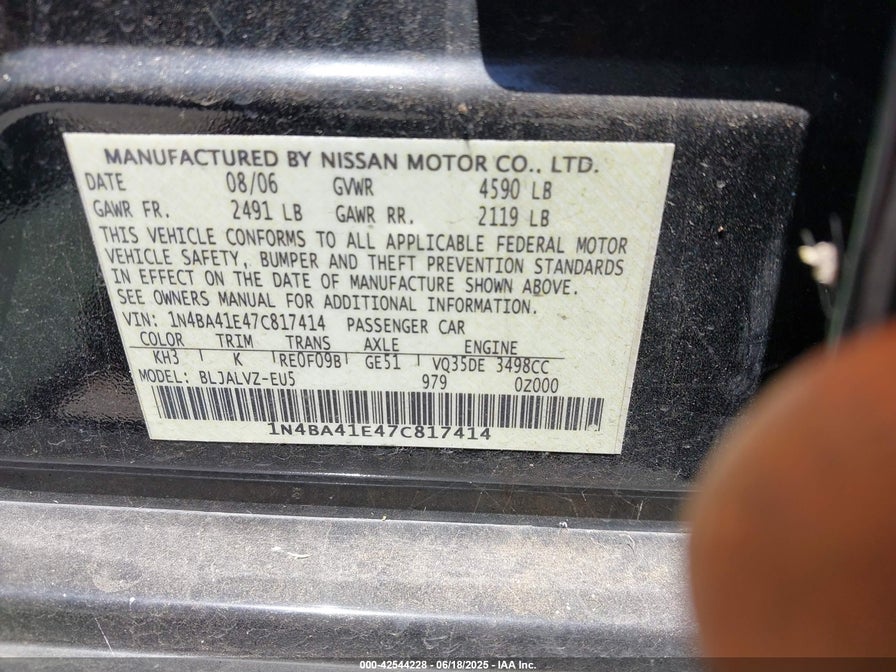 MANUFACTURED BY NISSAN MOTOR CO., LTD.
DATE 08/06 GVWR 4590 LB
GAWR FR. 2491 LB GAWR RR. 2119 LB
THIS VEHICLE CONFORMS TO ALL APPLICABLE FEDERAL MOTOR
VEHICLE SAFETY, BUMPER AND THEFT PREVENTION STANDARDS
IN EFFECT ON THE DATE OF MANUFACTURE SHOWN ABOVE.
SEE OWNERS MANUAL FOR ADDITIONAL INFORMATION.
VIN: 1N4BA41E47C817414 PASSENGER CAR
COLOR TRIM TRANS AXLE ENGINE
KH3 K RE0F09B GE51 VQ35DE 3498CC
MODEL: BLJALVZ-EU5 979 0Z000
1N4BA41E47C817414
000-42544228 - 06/18/2025 - IAA Inc.